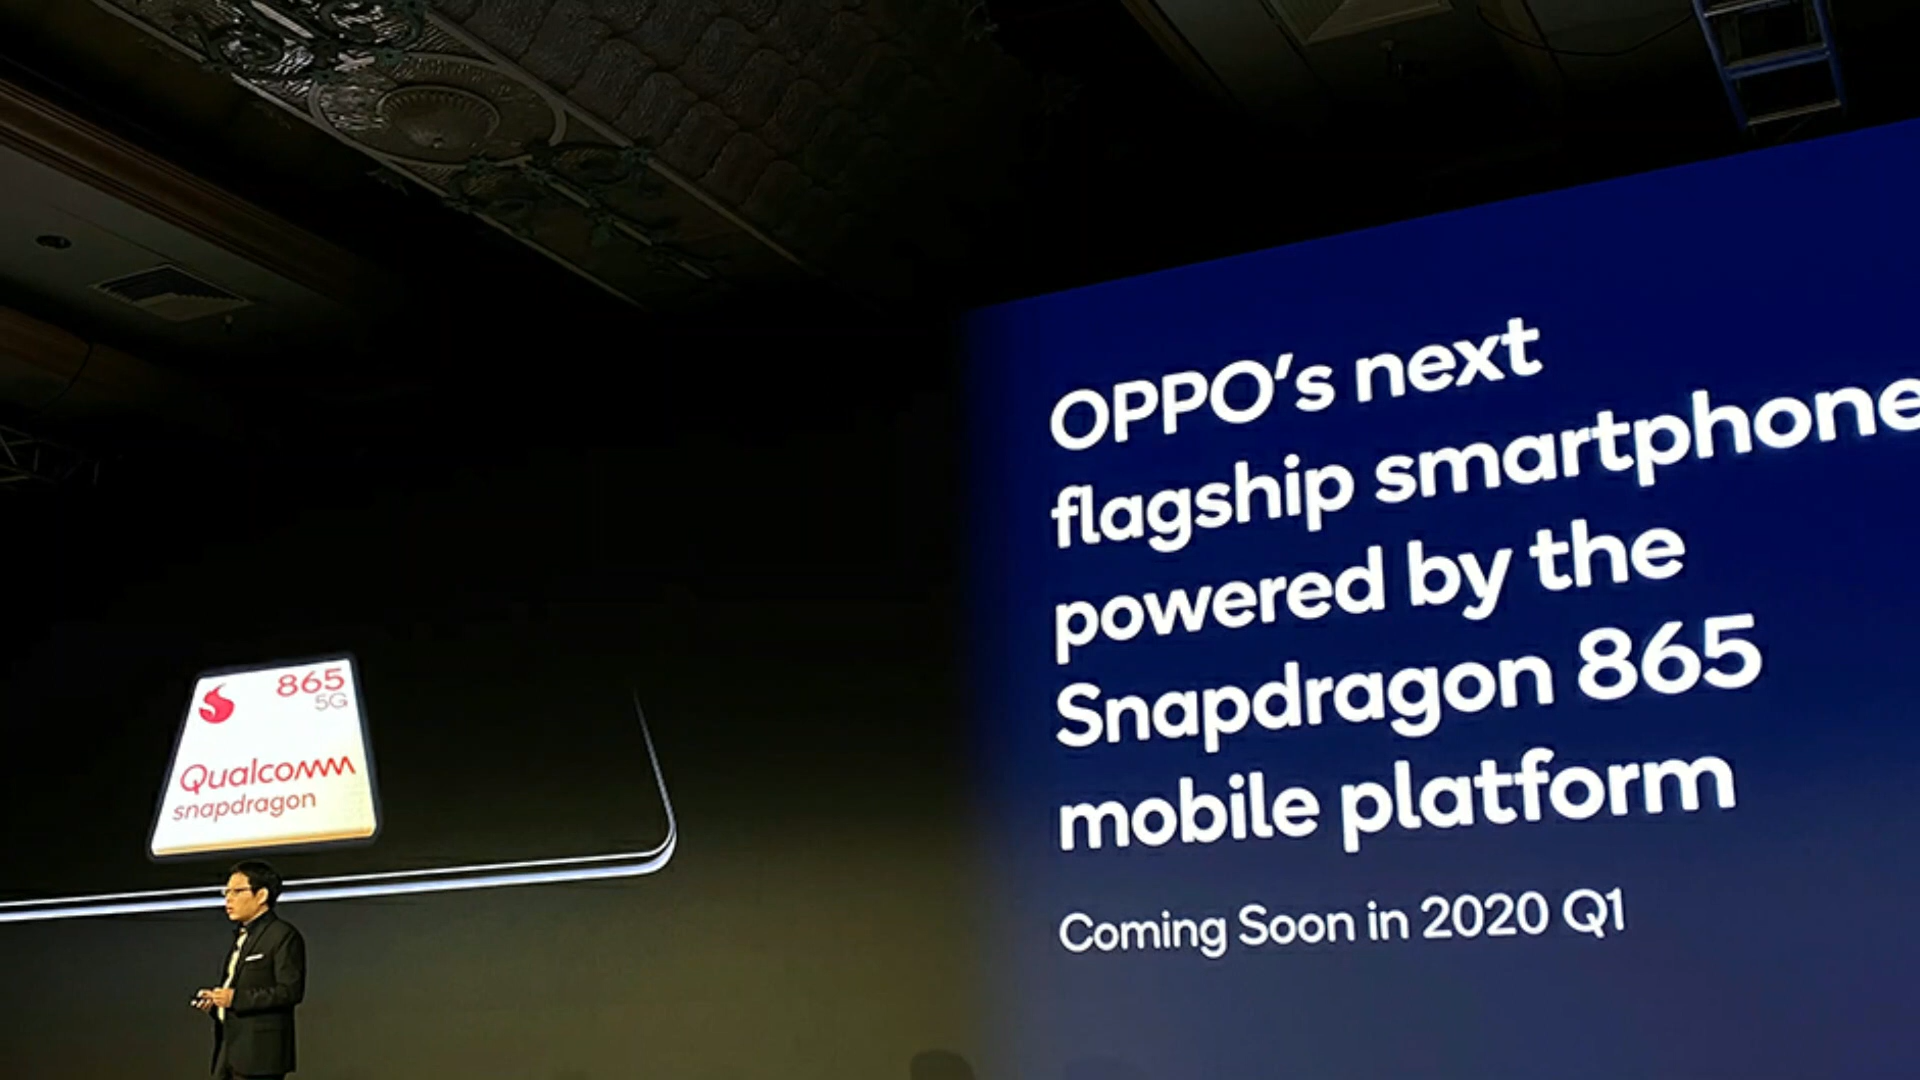 865
5G
Qualcomm
snapdragon
OPPO's next
flagship smartphone
powered by the
Snapdragon 865
mobile platform
Coming Soon in 2020 Q1